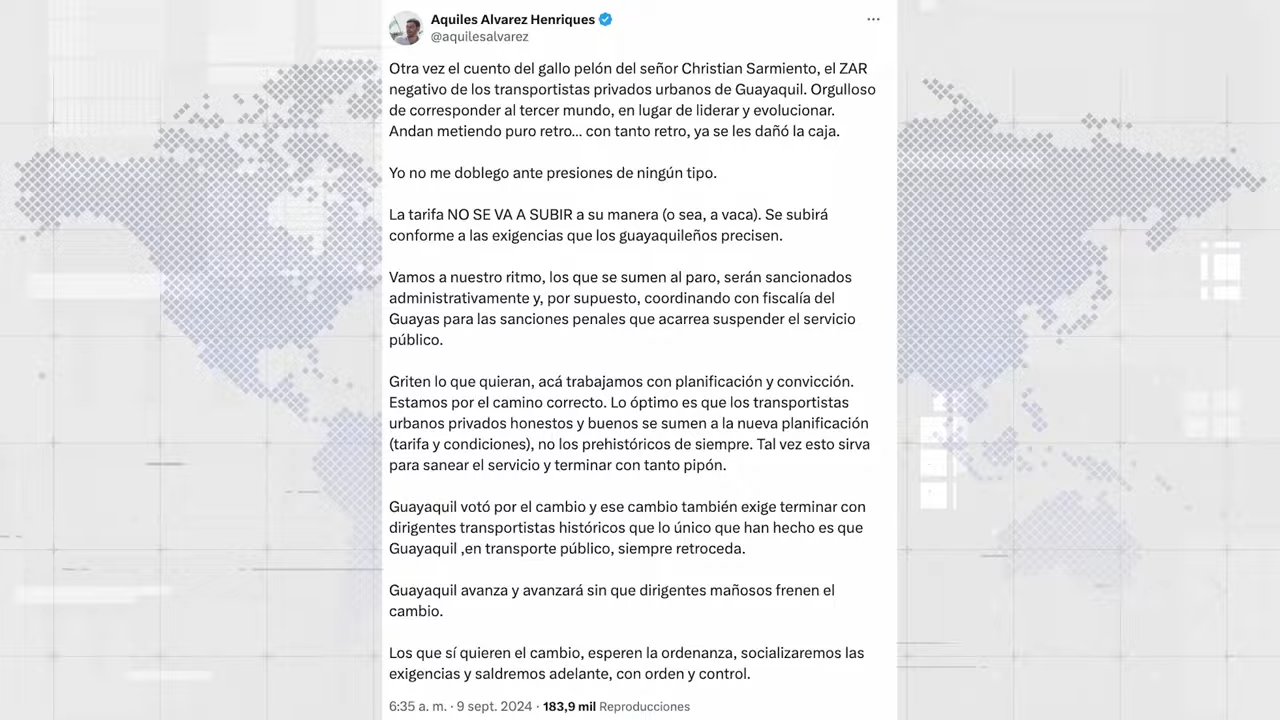 Aquiles Alvarez Henriques
@aquilesalvarez
Otra vez el cuento del gallo pelón del señor Christian Sarmiento, el ZAR
negativo de los transportistas privados urbanos de Guayaquil. Orgulloso
de corresponder al tercer mundo, en lugar de liderar y evolucionar.
Andan metiendo puro retro... con tanto retro, ya se les dañó la caja.
Yo no me doblego ante presiones de ningún tipo.
La tarifa NO SE VA A SUBIR a su manera (o sea, a vaca). Se subirá
conforme a las exigencias que los guayaquileños precisen.
Vamos a nuestro ritmo, los que se sumen al paro, serán sancionados
administrativamente y, por supuesto, coordinando con fiscalía del
Guayas para las sanciones penales que acarrea suspender el servicio
público.
Griten lo que quieran, acá trabajamos con planificación y convicción.
Estamos por el camino correcto. Lo óptimo es que los transportistas
urbanos privados honestos y buenos se sumen a la nueva planificación
(tarifa y condiciones), no los prehistóricos de siempre. Tal vez esto sirva
para sanear el servicio y terminar con tanto pipón.
Guayaquil votó por el cambio y ese cambio también exige terminar con
dirigentes transportistas históricos que lo único que han hecho es que
Guayaquil ,en transporte público, siempre retroceda.
Guayaquil avanza y avanzará sin que dirigentes mañosos frenen el
cambio.
Los que sí quieren el cambio, esperen la ordenanza, socializaremos las
exigencias y saldremos adelante, con orden y control.
6:35 a. m. · 9 sept. 2024 · 183,9 mil Reproducciones